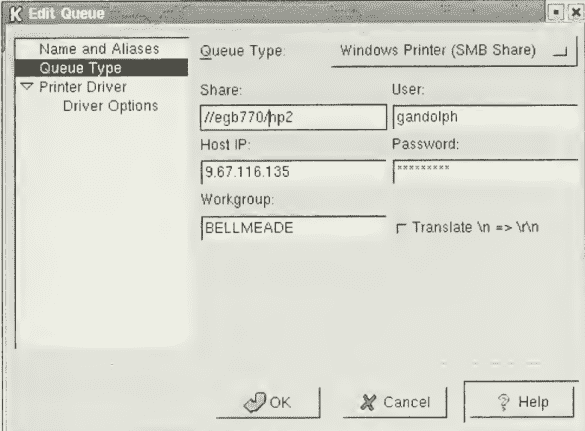 Edit Queue
Name and Aliases
Queue Type
Printer Driver
Driver Options
Queue Type: Windows Printer (SMB Share)
Share: User:
//egb770/hp2 gandolph
Host IP: Password:
9.67.116.135 *********
Workgroup:
BELLMEADE Translate \n => \r\n
OK Cancel Help